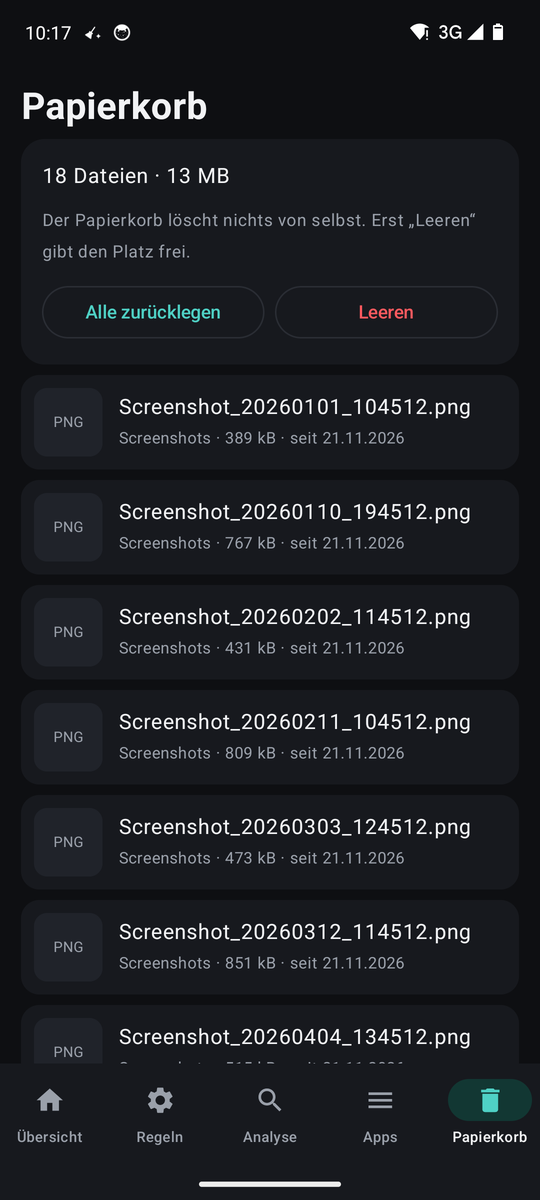 10:17
3G
Papierkorb
18 Dateien · 13 MB
Der Papierkorb löscht nichts von selbst. Erst „Leeren“
gibt den Platz frei.
Alle zurücklegen
Leeren
PNG
Screenshot_20260101_104512.png
Screenshots · 389 kB · seit 21.11.2026
PNG
Screenshot_20260110_194512.png
Screenshots · 767 kB · seit 21.11.2026
PNG
Screenshot_20260202_114512.png
Screenshots · 431 kB · seit 21.11.2026
PNG
Screenshot_20260211_104512.png
Screenshots · 809 kB · seit 21.11.2026
PNG
Screenshot_20260303_124512.png
Screenshots · 473 kB · seit 21.11.2026
PNG
Screenshot_20260312_114512.png
Screenshots · 851 kB · seit 21.11.2026
PNG
Screenshot_20260404_134512.png
Übersicht
Regeln
Analyse
Apps
Papierkorb